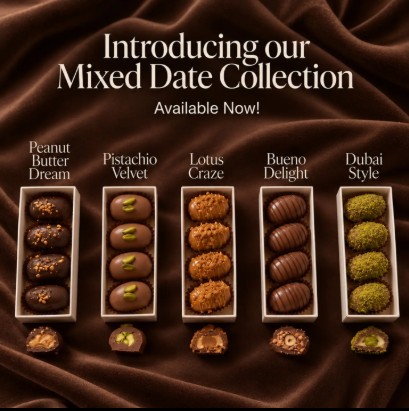 Introducing our
Mixed Date Collection
Available Now!
Peanut
Butter
Dream
Pistachio
Velvet
Lotus
Craze
Bueno
Delight
Dubai
Style